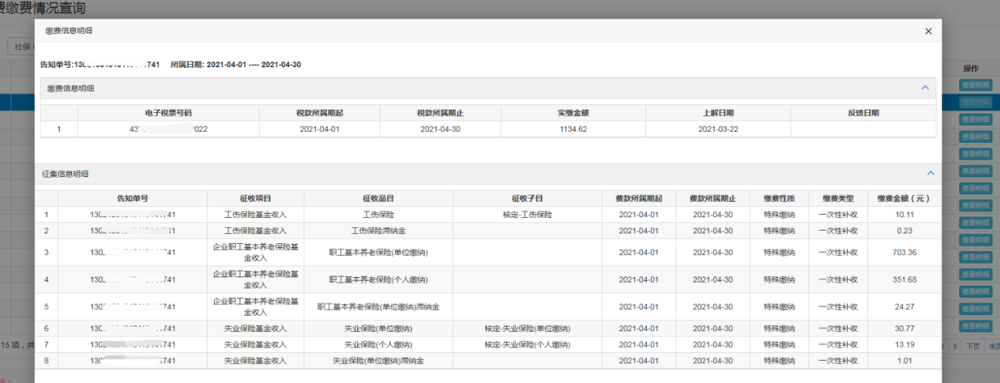 费缴费情况查询
缴费信息明细 ×
社保
告知单号:130 741 所属日期: 2021-04-01 ---- 2021-04-30
操作
缴费信息明细
查看明细
电子税票号码 税款所属期起 税款所属期止 实缴金额 上解日期 反馈日期
查看明细
1 43 2022 2021-04-01 2021-04-30 1134.62 2021-03-22
查看明细
查看明细
查看明细
征集信息明细
查看明细
查看明细
告知单号 征收项目 征收品目 征收子目 费款所属期起 费款所属期止 缴费性质 缴费类型 缴费金额（元）
查看明细
1 130 741 工伤保险基金收入 工伤保险 核定-工伤保险 2021-04-01 2021-04-30 特殊缴纳 一次性补收 10.11
查看明细
2 130 741 工伤保险基金收入 工伤保险滞纳金 2021-04-01 2021-04-30 特殊缴纳 一次性补收 0.23
查看明细
3 130 741 企业职工基本养老保险基金收入 职工基本养老保险(单位缴纳) 2021-04-01 2021-04-30 特殊缴纳 一次性补收 703.36
查看明细
4 130 741 企业职工基本养老保险基金收入 职工基本养老保险(个人缴纳) 2021-04-01 2021-04-30 特殊缴纳 一次性补收 351.68
查看明细
查看明细
5 130 741 企业职工基本养老保险基金收入 职工基本养老保险(单位缴纳)滞纳金 2021-04-01 2021-04-30 特殊缴纳 一次性补收 24.27
查看明细
6 130 741 失业保险基金收入 失业保险(单位缴纳) 核定-失业保险(单位缴纳) 2021-04-01 2021-04-30 特殊缴纳 一次性补收 30.77
查看明细
7 130 741 失业保险基金收入 失业保险(个人缴纳) 核定-失业保险(个人缴纳) 2021-04-01 2021-04-30 特殊缴纳 一次性补收 13.19
15 项，共
5 下页 末页
8 130 741 失业保险基金收入 失业保险(单位缴纳)滞纳金 2021-04-01 2021-04-30 特殊缴纳 一次性补收 1.01